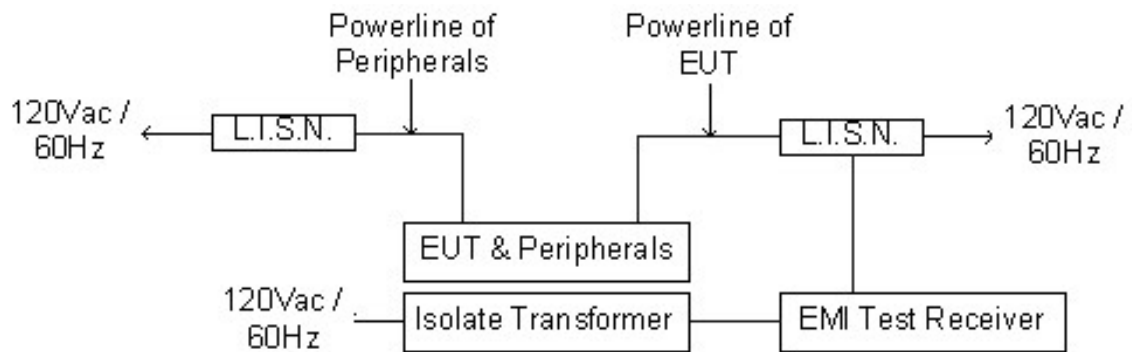 Powerline of
Peripherals
Powerline of
EUT
120Vac /
60Hz
L.I.S.N.
L.I.S.N.
120Vac /
60Hz
EUT & Peripherals
120Vac /
60Hz
Isolate Transformer
EMI Test Receiver